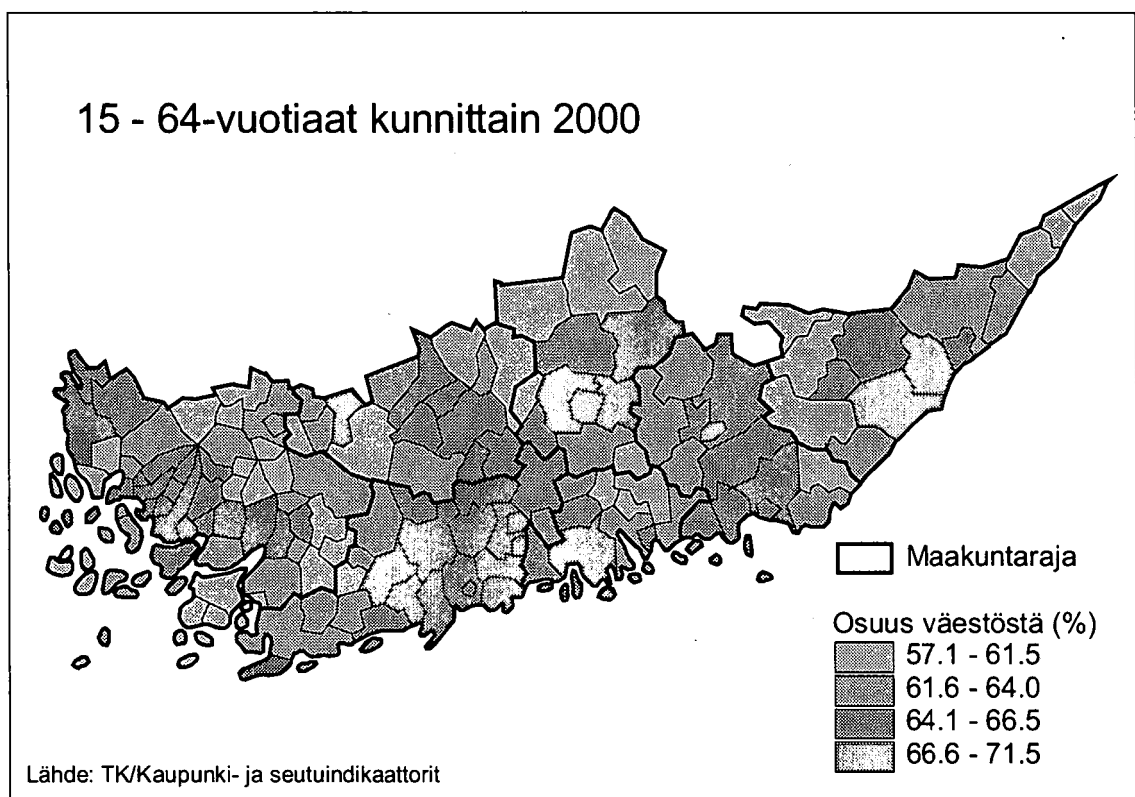 15 - 64-vuotiaat kunnittain 2000
Maakuntaraja
Osuus väestöstä (%)
57.1 - 61.5
61.6 - 64.0
64.1 - 66.5
66.6 - 71.5
Lähde: TK/Kaupunki- ja seutuindikaattorit